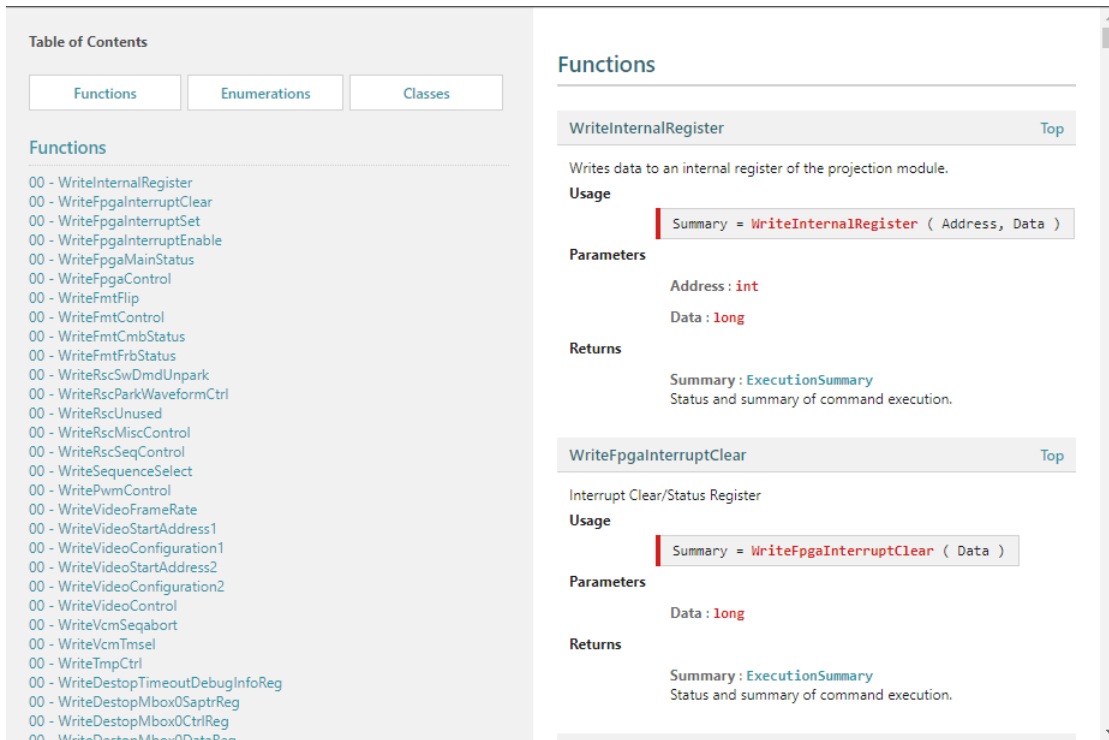 Table of Contents
Functions
Enumerations
Classes
Functions
00 - WriteInternalRegister
00 - WriteFpgaInterruptClear
00 - WriteFpgaInterruptSet
00 - WriteFpgaInterruptEnable
00 - WriteFpgaMainStatus
00 - WriteFpgaControl
00 - WriteFmtFlip
00 - WriteFmtControl
00 - WriteFmtCmbStatus
00 - WriteFmtFrbStatus
00 - WriteRscSwDmdUnpark
00 - WriteRscParkWaveformCtrl
00 - WriteRscUnused
00 - WriteRscMiscControl
00 - WriteRscSeqControl
00 - WriteSequenceSelect
00 - WritePwmControl
00 - WriteVideoFrameRate
00 - WriteVideoStartAddress1
00 - WriteVideoConfiguration1
00 - WriteVideoStartAddress2
00 - WriteVideoConfiguration2
00 - WriteVideoControl
00 - WriteVcmSeqabort
00 - WriteVcmTmsel
00 - WriteTmpCtrl
00 - WriteDestopTimeoutDebugInfoReg
00 - WriteDestopMbox0SaptrReg
00 - WriteDestopMbox0CtrlReg
00 - WriteDestopMbox0DataReg
Functions
WriteInternalRegister Top
Writes data to an internal register of the projection module.
Usage
Summary = WriteInternalRegister ( Address, Data )
Parameters
Address : int
Data : long
Returns
Summary : ExecutionSummary
Status and summary of command execution.
WriteFpgaInterruptClear Top
Interrupt Clear/Status Register
Usage
Summary = WriteFpgaInterruptClear ( Data )
Parameters
Data : long
Returns
Summary : ExecutionSummary
Status and summary of command execution.